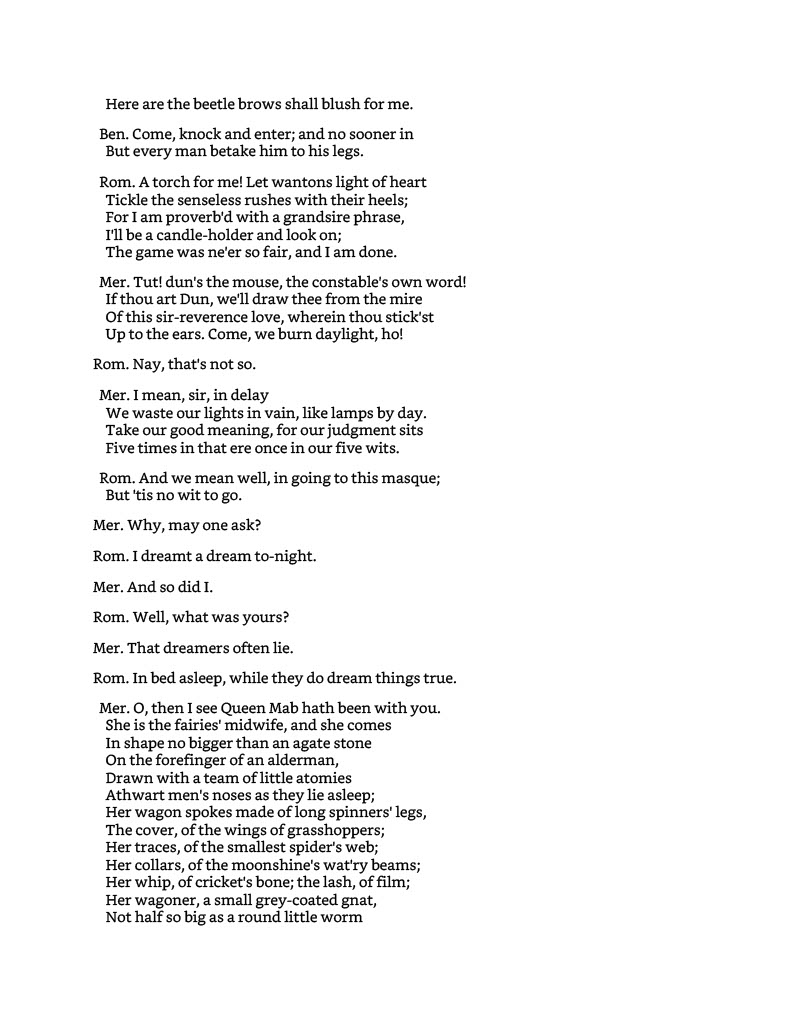 Here are the beetle brows shall blush for me.
Ben. Come, knock and enter; and no sooner in
But every man betake him to his legs.
Rom. A torch for me! Let wantons light of heart
Tickle the senseless rushes with their heels;
For I am proverb'd with a grandsire phrase,
I'll be a candle-holder and look on;
The game was ne'er so fair, and I am done.
Mer. Tut! dun's the mouse, the constable's own word!
If thou art Dun, we'll draw thee from the mire
Of this sir-reverence love, wherein thou stick'st
Up to the ears. Come, we burn daylight, ho!
Rom. Nay, that's not so.
Mer. I mean, sir, in delay
We waste our lights in vain, like lamps by day.
Take our good meaning, for our judgment sits
Five times in that ere once in our five wits.
Rom. And we mean well, in going to this masque;
But 'tis no wit to go.
Mer. Why, may one ask?
Rom. I dreamt a dream to-night.
Mer. And so did I.
Rom. Well, what was yours?
Mer. That dreamers often lie.
Rom. In bed asleep, while they do dream things true.
Mer. O, then I see Queen Mab hath been with you.
She is the fairies' midwife, and she comes
In shape no bigger than an agate stone
On the forefinger of an alderman,
Drawn with a team of little atomies
Athwart men's noses as they lie asleep;
Her wagon spokes made of long spinners' legs,
The cover, of the wings of grasshoppers;
Her traces, of the smallest spider's web;
Her collars, of the moonshine's wat'ry beams;
Her whip, of cricket's bone; the lash, of film;
Her wagoner, a small grey-coated gnat,
Not half so big as a round little worm